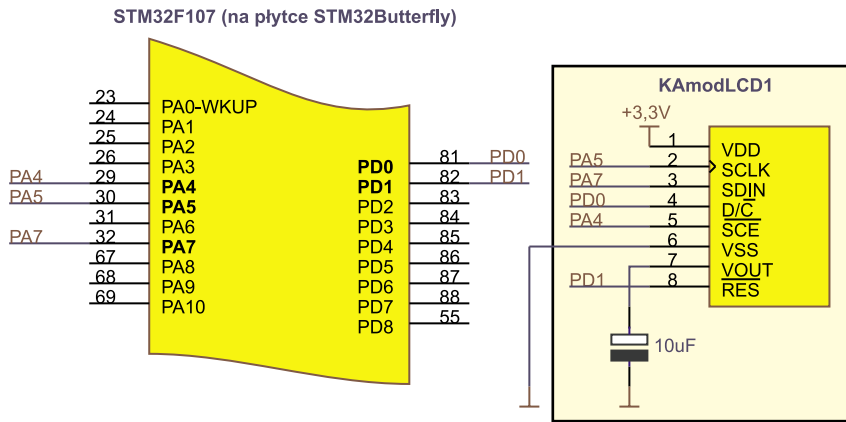 STM32F107 (na płytce STM32Butterfly)
23 PA0-WKUP
24 PA1
25 PA2
26 PA3
PA4 29 PA4
PA5 30 PA5
31 PA6
PA7 32 PA7
67 PA8
68 PA9
69 PA10
PD0 81 PD0
PD1 82 PD1
PD2 83
PD3 84
PD4 85
PD5 86
PD6 87
PD7 88
PD8 55
KAmodLCD1
+3,3V
1 VDD
PA5 2 SCLK
PA7 3 SDIN
PD0 4 D/C̅
PA4 5 S̅C̅E̅
6 VSS
7 VOUT
PD1 8 R̅E̅S̅
10uF